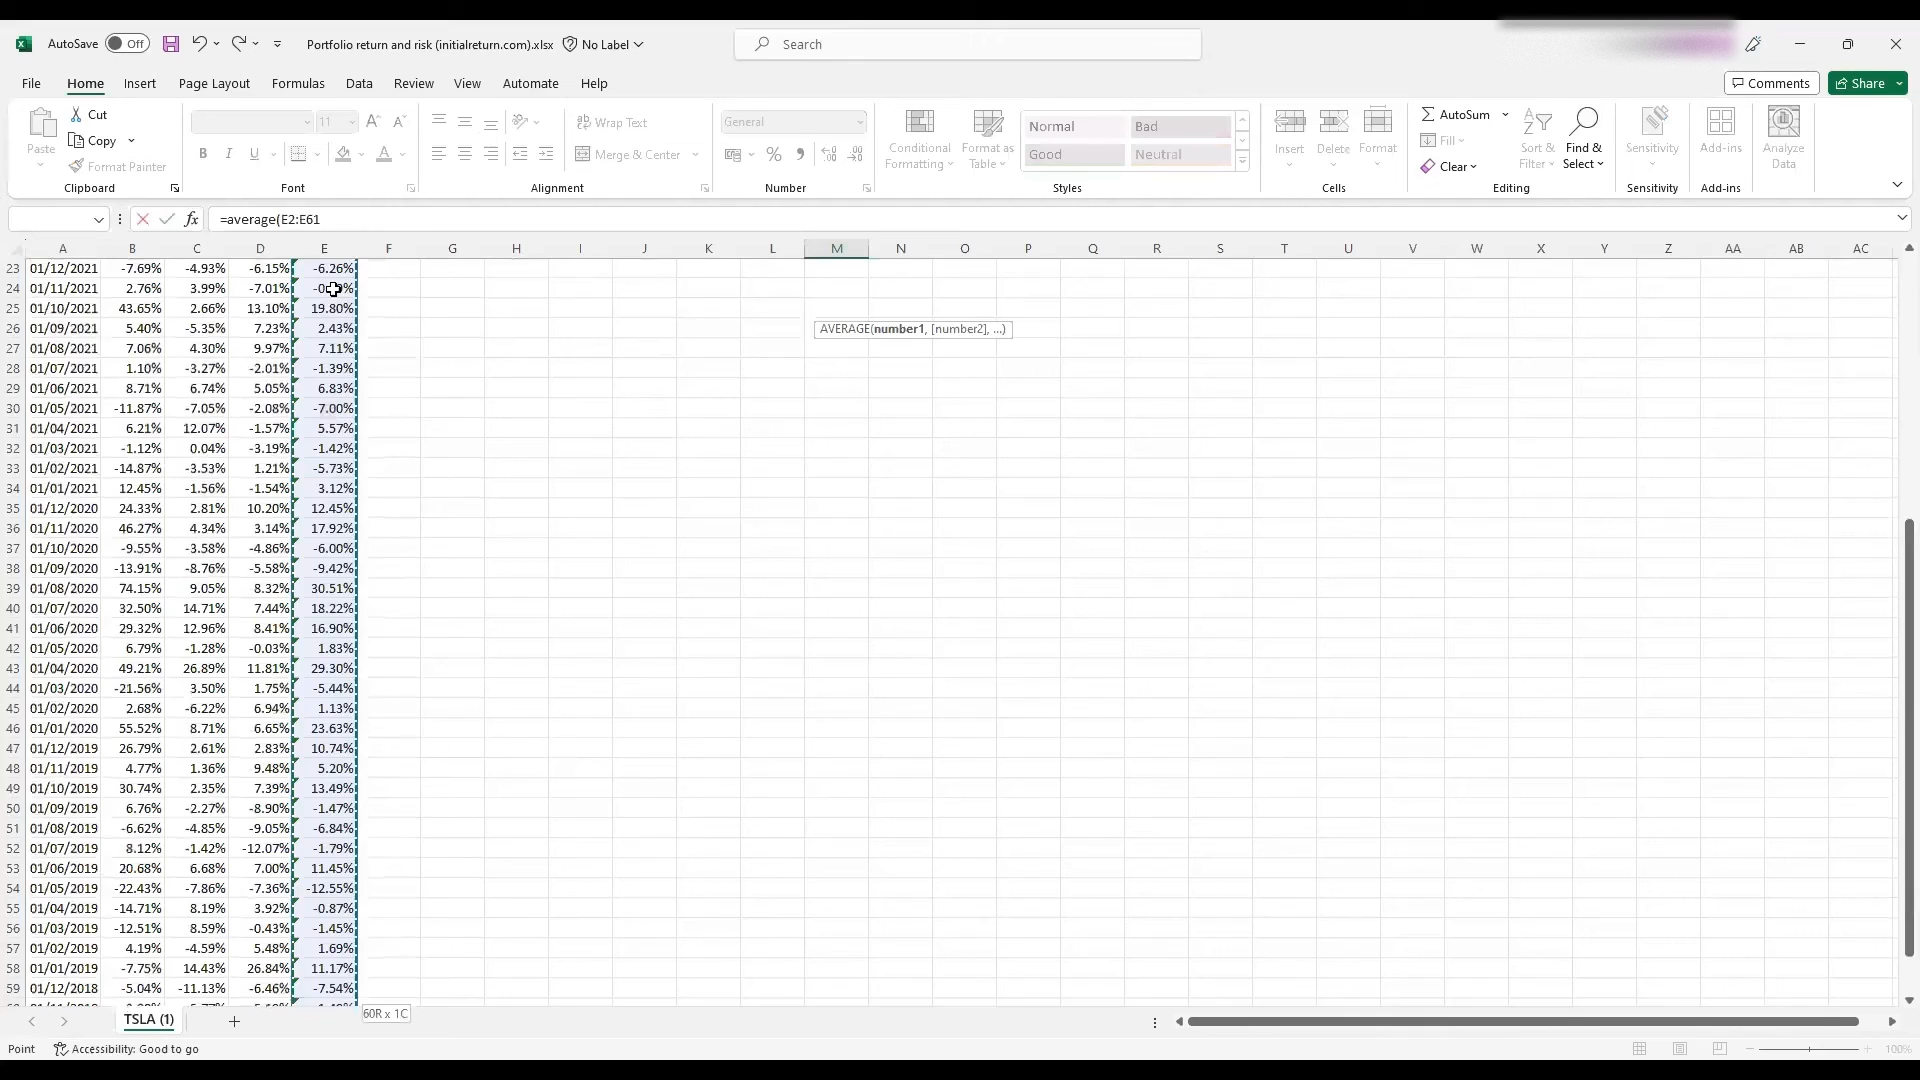 AutoSave Off Portfolio return and risk (initialreturn.com).xlsx No Label Search
File Home Insert Page Layout Formulas Data Review View Automate Help Comments Share
Cut
Copy
Format Painter
Paste
Clipboard
11
B I U
Font
Wrap Text
Merge & Center
Alignment
General
% ,
Number
Conditional Formatting
Format as Table
Normal Bad
Good Neutral
Styles
Insert Delete Format
Cells
AutoSum
Fill
Clear
Sort & Filter
Find & Select
Editing
Sensitivity
Sensitivity
Add-ins
Add-ins
Analyze Data
fx =average(E2:E61
A B C D E F G H I J K L M N O P Q R S T U V W X Y Z AA AB AC
23 01/12/2021 -7.69% -4.93% -6.15% -6.26%
24 01/11/2021 2.76% 3.99% -7.01%
25 01/10/2021 43.65% 2.66% 13.10% 19.80%
26 01/09/2021 5.40% -5.35% 7.23% 2.43%
AVERAGE(number1, [number2], ...)
27 01/08/2021 7.06% 4.30% 9.97% 7.11%
28 01/07/2021 1.10% -3.27% -2.01% -1.39%
29 01/06/2021 8.71% 6.74% 5.05% 6.83%
30 01/05/2021 -11.87% -7.05% -2.08% -7.00%
31 01/04/2021 6.21% 12.07% -1.57% 5.57%
32 01/03/2021 -1.12% 0.04% -3.19% -1.42%
33 01/02/2021 -14.87% -3.53% 1.21% -5.73%
34 01/01/2021 12.45% -1.56% -1.54% 3.12%
35 01/12/2020 24.33% 2.81% 10.20% 12.45%
36 01/11/2020 46.27% 4.34% 3.14% 17.92%
37 01/10/2020 -9.55% -3.58% -4.86% -6.00%
38 01/09/2020 -13.91% -8.76% -5.58% -9.42%
39 01/08/2020 74.15% 9.05% 8.32% 30.51%
40 01/07/2020 32.50% 14.71% 7.44% 18.22%
41 01/06/2020 29.32% 12.96% 8.41% 16.90%
42 01/05/2020 6.79% -1.28% -0.03% 1.83%
43 01/04/2020 49.21% 26.89% 11.81% 29.30%
44 01/03/2020 -21.56% 3.50% 1.75% -5.44%
45 01/02/2020 2.68% -6.22% 6.94% 1.13%
46 01/01/2020 55.52% 8.71% 6.65% 23.63%
47 01/12/2019 26.79% 2.61% 2.83% 10.74%
48 01/11/2019 4.77% 1.36% 9.48% 5.20%
49 01/10/2019 30.74% 2.35% 7.39% 13.49%
50 01/09/2019 6.76% -2.27% -8.90% -1.47%
51 01/08/2019 -6.62% -4.85% -9.05% -6.84%
52 01/07/2019 8.12% -1.42% -12.07% -1.79%
53 01/06/2019 20.68% 6.68% 7.00% 11.45%
54 01/05/2019 -22.43% -7.86% -7.36% -12.55%
55 01/04/2019 -14.71% 8.19% 3.92% -0.87%
56 01/03/2019 -12.51% 8.59% -0.43% -1.45%
57 01/02/2019 4.19% -4.59% 5.48% 1.69%
58 01/01/2019 -7.75% 14.43% 26.84% 11.17%
59 01/12/2018 -5.04% -11.13% -6.46% -7.54%
60R x 1C
TSLA (1)
Point Accessibility: Good to go 100%